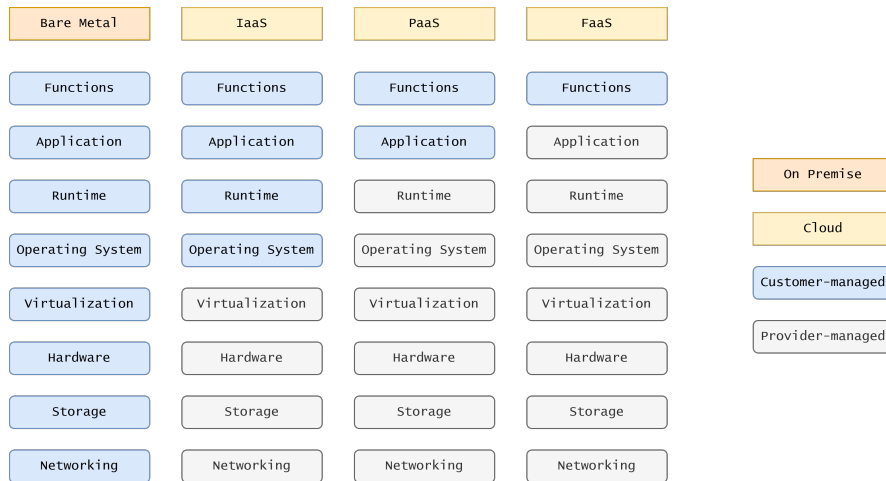 Bare Metal
IaaS
PaaS
FaaS
Functions
Functions
Functions
Functions
Application
Application
Application
Application
Runtime
Runtime
Runtime
Runtime
Operating System
Operating System
Operating System
Operating System
Virtualization
Virtualization
Virtualization
Virtualization
Hardware
Hardware
Hardware
Hardware
Storage
Storage
Storage
Storage
Networking
Networking
Networking
Networking
On Premise
Cloud
Customer-managed
Provider-managed